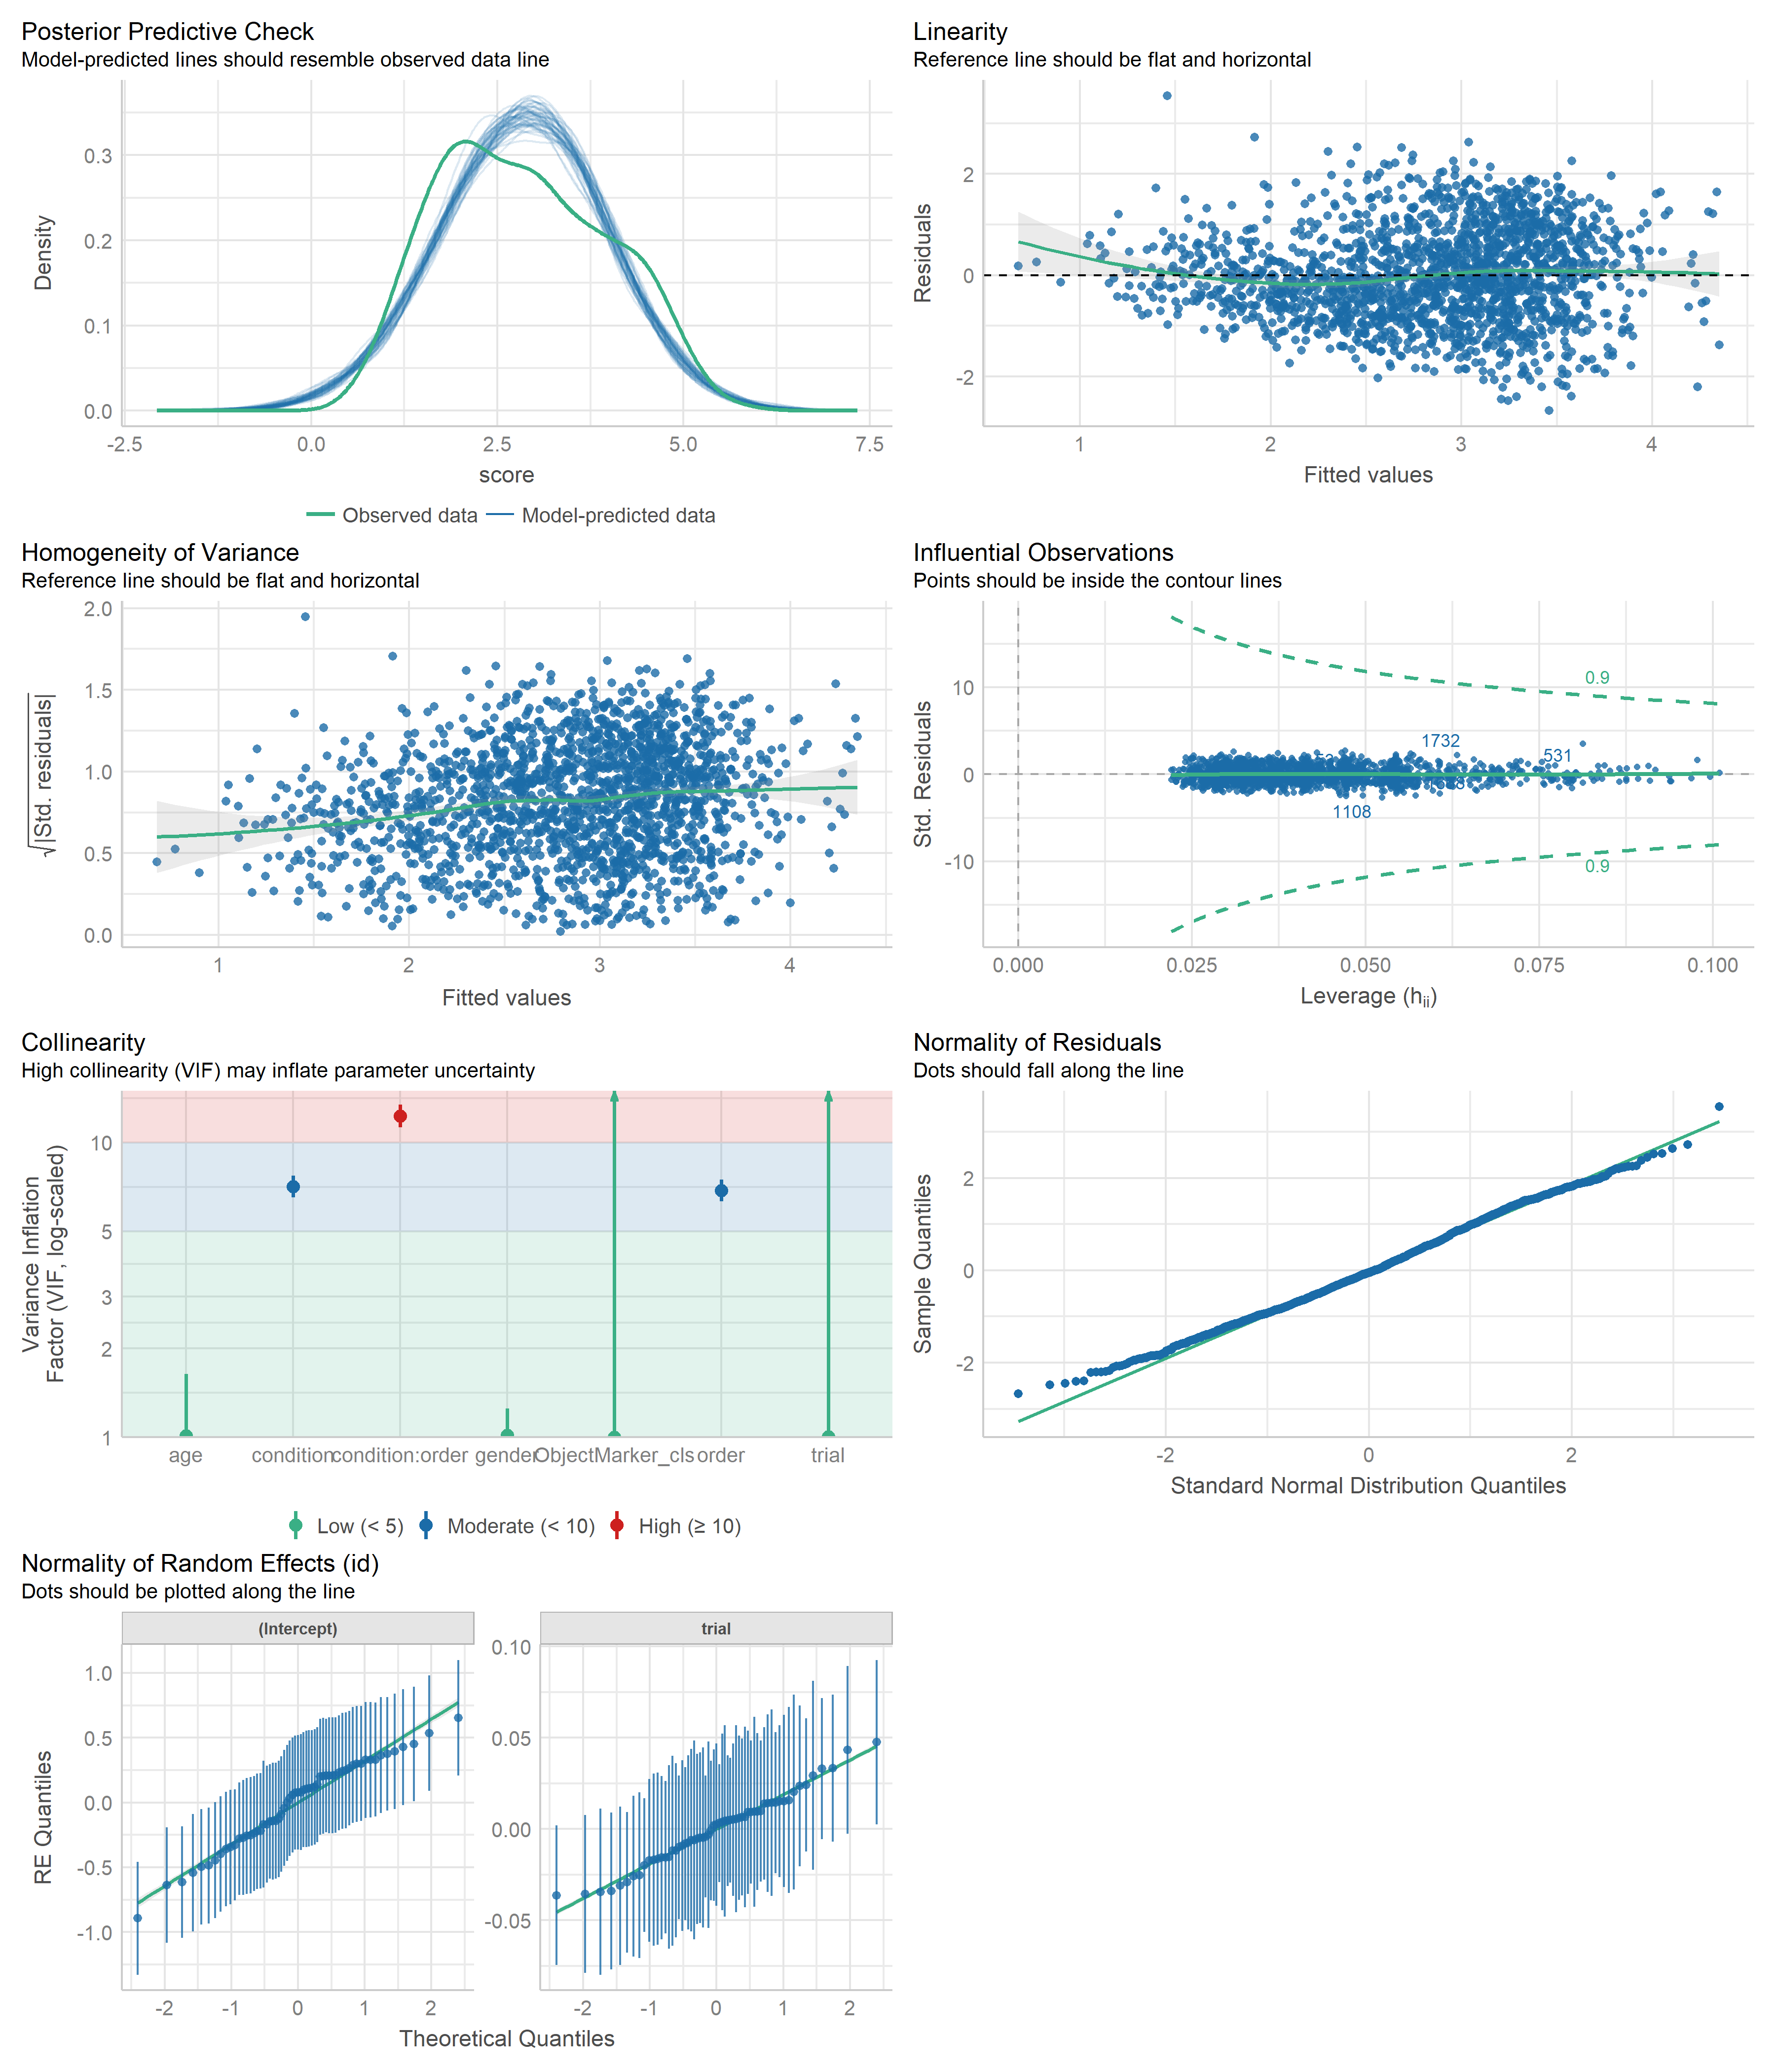 Posterior Predictive Check
Model-predicted lines should resemble observed data line
Density
0.3
0.2
0.1
0.0
-2.5 0.0 2.5 5.0 7.5
score
Observed data Model-predicted data
Linearity
Reference line should be flat and horizontal
Residuals
2
0
-2
1 2 3 4
Fitted values
Homogeneity of Variance
Reference line should be flat and horizontal
√|Std. residuals|
2.0
1.5
1.0
0.5
0.0
1 2 3 4
Fitted values
Influential Observations
Points should be inside the contour lines
Std. Residuals
10
0
-10
0.9
1732
531
1108
0.9
0.000 0.025 0.050 0.075 0.100
Leverage (hii)
Collinearity
High collinearity (VIF) may inflate parameter uncertainty
Variance Inflation
Factor (VIF, log-scaled)
10
5
3
2
1
age condition condition:order gender ObjectMarker_cls order trial
Low (< 5) Moderate (< 10) High (≥ 10)
Normality of Residuals
Dots should fall along the line
Sample Quantiles
2
0
-2
-2 0 2
Standard Normal Distribution Quantiles
Normality of Random Effects (id)
Dots should be plotted along the line
(Intercept) trial
RE Quantiles
1.0
0.5
0.0
-0.5
-1.0
0.10
0.05
0.00
-0.05
-2 -1 0 1 2 -2 -1 0 1 2
Theoretical Quantiles